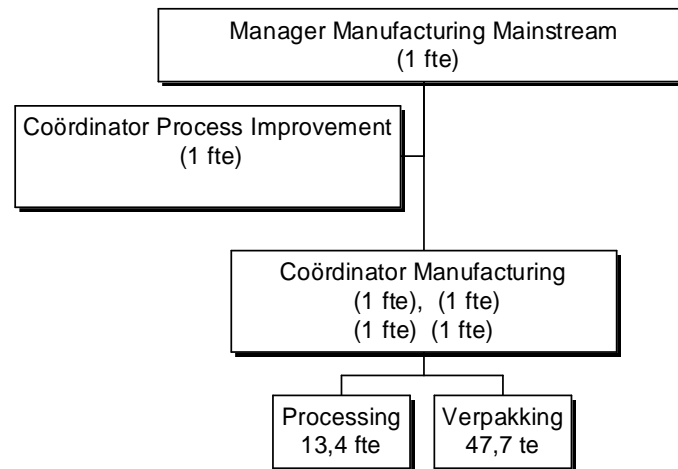 Manager Manufacturing Mainstream
(1 fte)
Coördinator Process Improvement
(1 fte)
Coördinator Manufacturing
(1 fte), (1 fte)
(1 fte) (1 fte)
Processing
13,4 fte
Verpakking
47,7 te